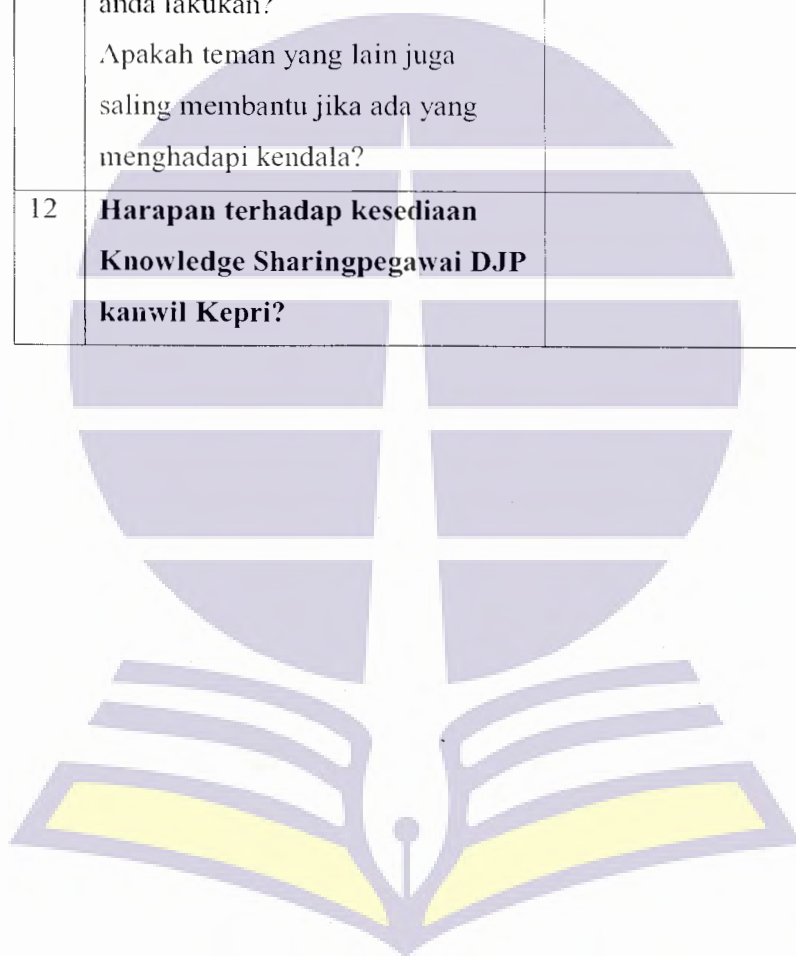 anda lakukan?
Apakah teman yang lain juga
saling membantu jika ada yang
menghadapi kendala?
12 Harapan terhadap kesediaan
Knowledge Sharingpegawai DJP
kanwil Kepri?